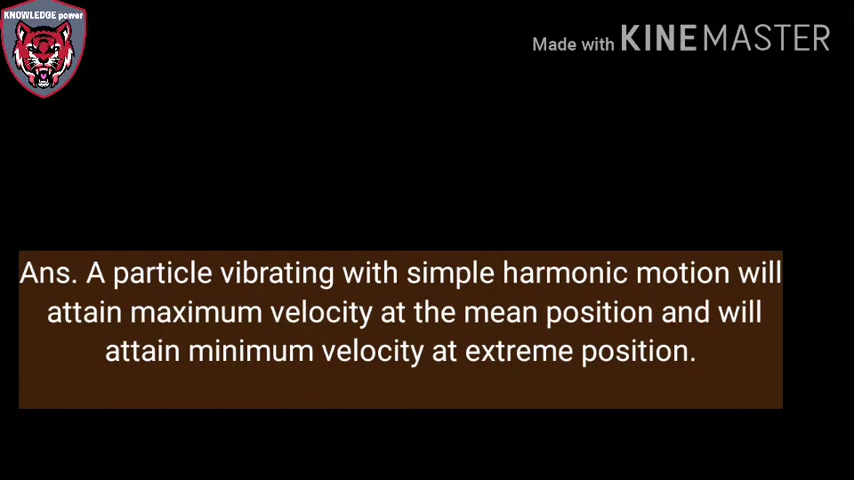 KNOWLEDGE power
Made with KINEMASTER
Ans. A particle vibrating with simple harmonic motion will
attain maximum velocity at the mean position and will
attain minimum velocity at extreme position.